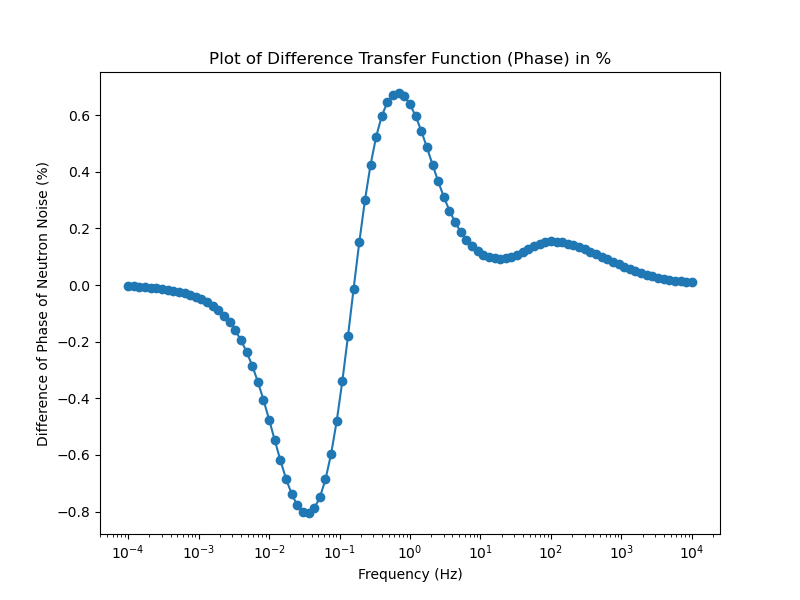 Plot of Difference Transfer Function (Phase) in %
Difference of Phase of Neutron Noise (%)
0.6
0.4
0.2
0.0
−0.2
−0.4
−0.6
−0.8
10⁻⁴ 10⁻³ 10⁻² 10⁻¹ 10⁰ 10¹ 10² 10³ 10⁴
Frequency (Hz)